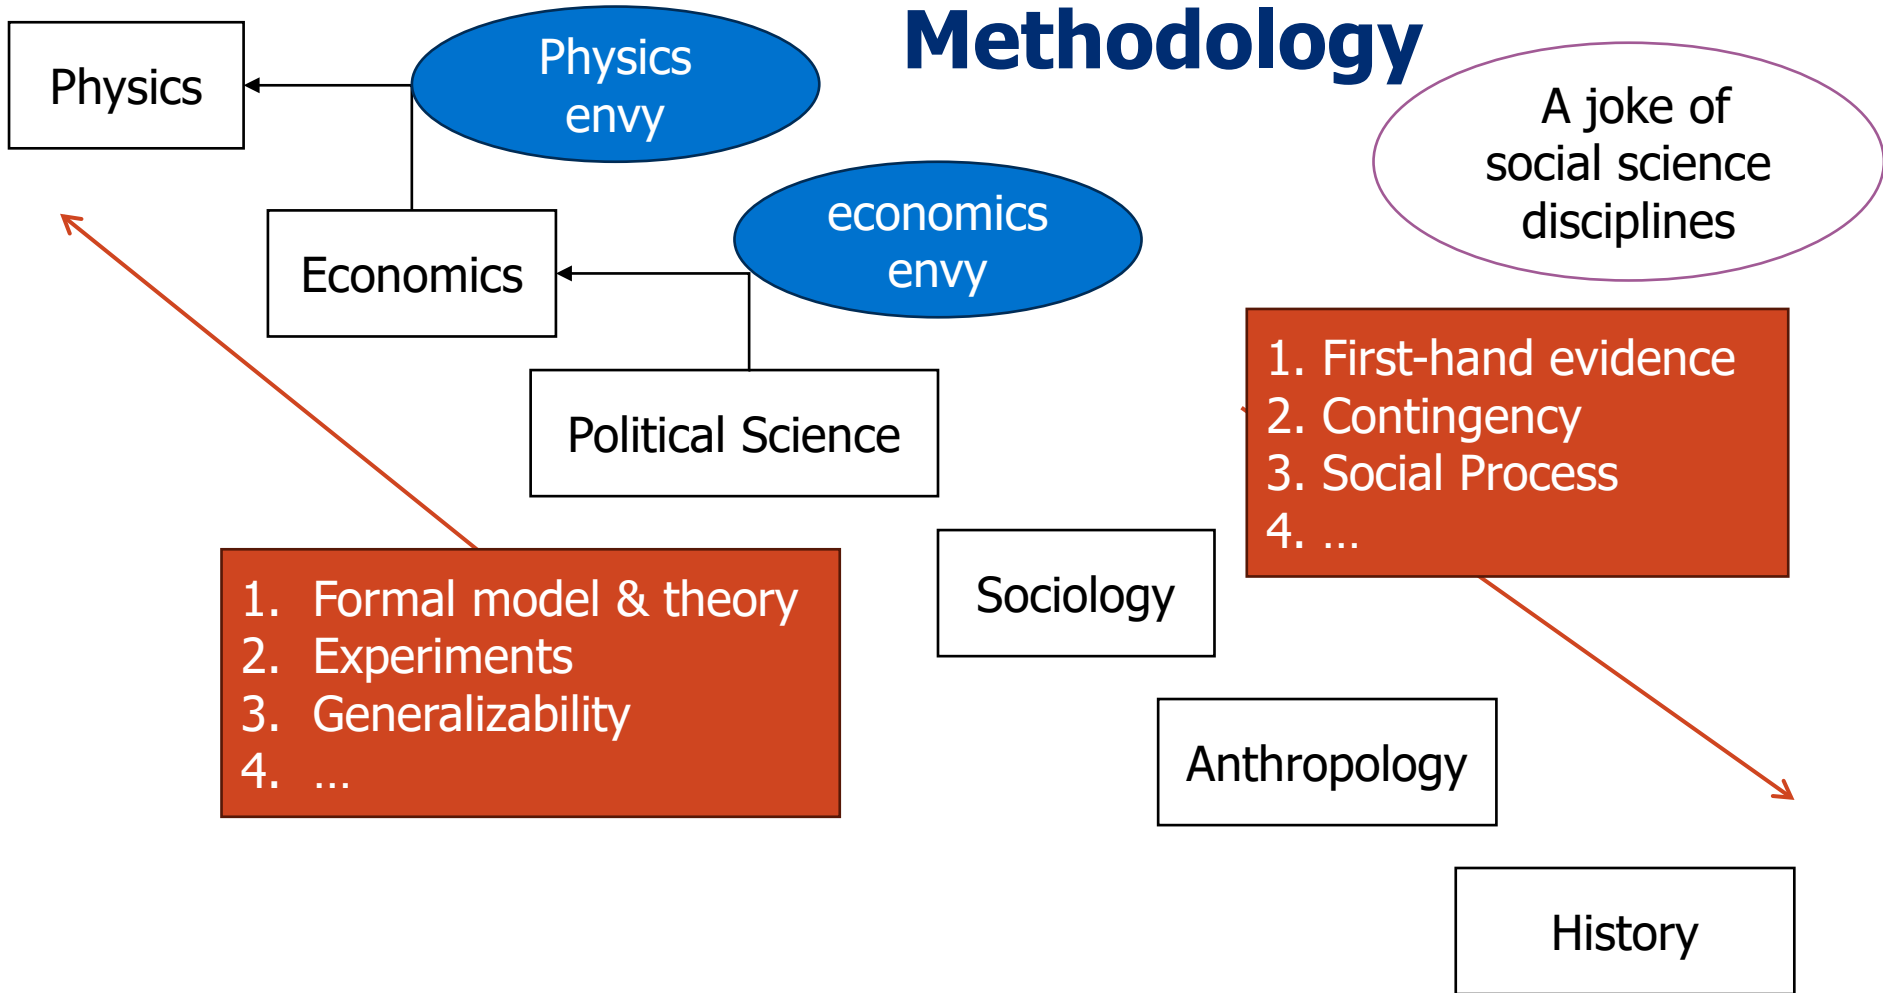 Methodology
Physics
Physics
envy
A joke of
social science
disciplines
Economics
economics
envy
Political Science
1. First-hand evidence
2. Contingency
3. Social Process
4. …
Sociology
1. Formal model & theory
2. Experiments
3. Generalizability
4. …
Anthropology
History